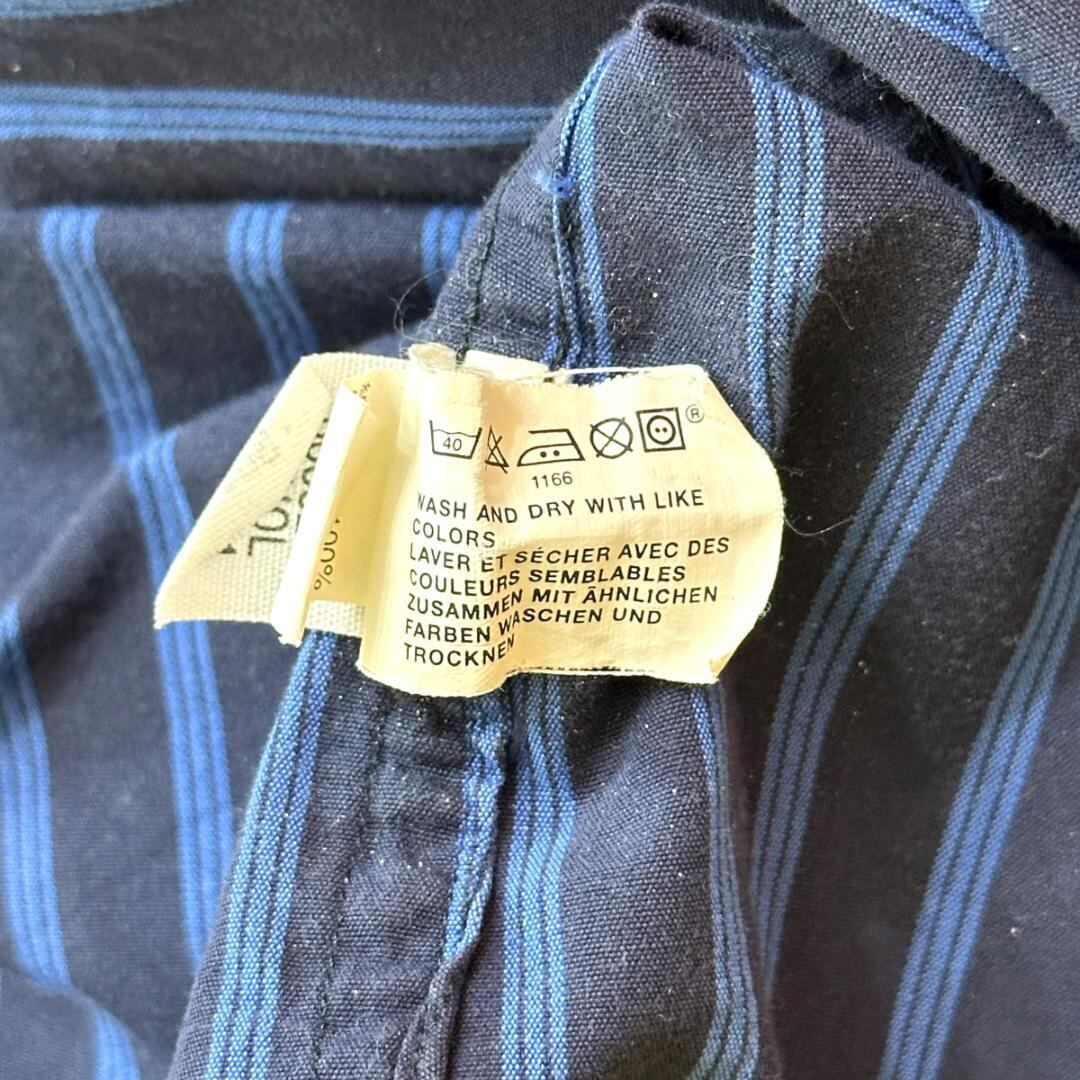 40
®
1166
WASH AND DRY WITH LIKE
COLORS
LAVER ET SÉCHER AVEC DES
COULEURS SEMBLABLES
ZUSAMMEN MIT ÄHNLICHEN
FARBEN WASCHEN UND
TROCKNEN
100%